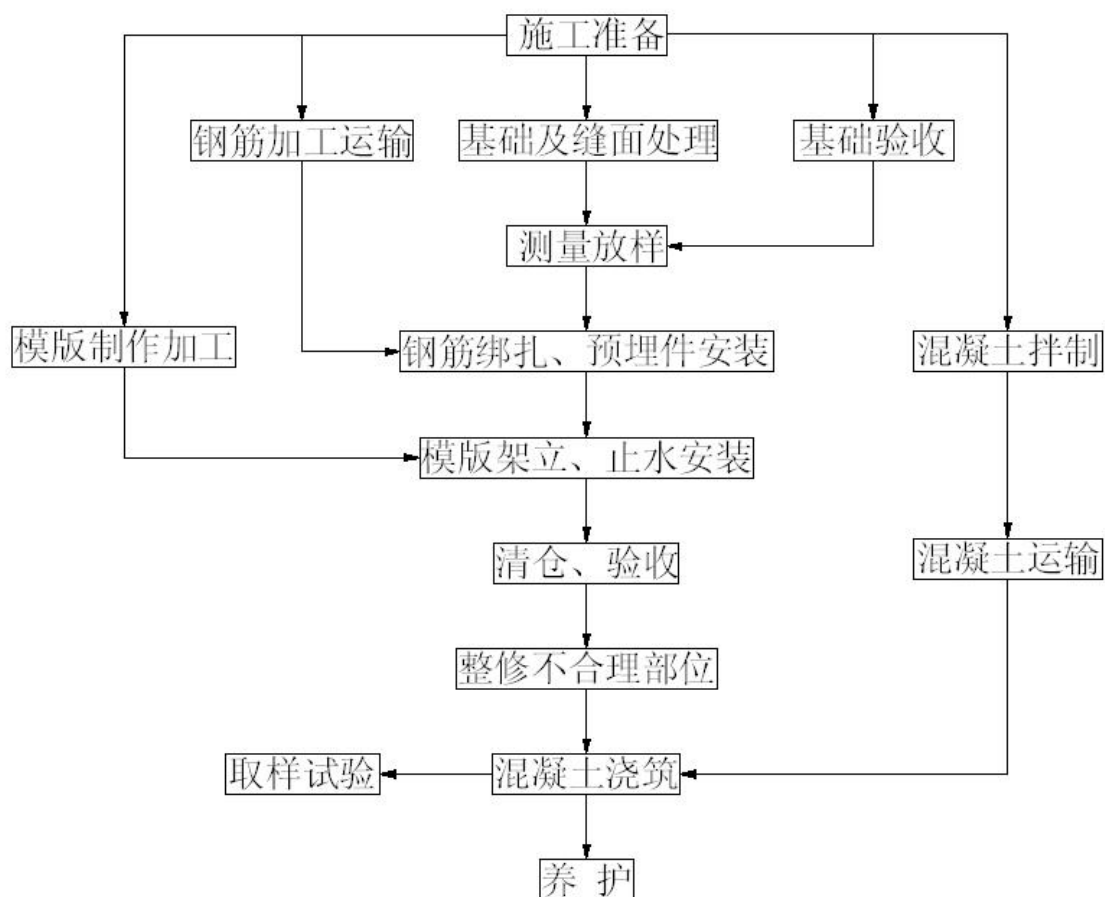 施工准备
钢筋加工运输
基础及缝面处理
基础验收
测量放样
模版制作加工
钢筋绑扎、预埋件安装
混凝土拌制
模版架立、止水安装
清仓、验收
混凝土运输
整修不合理部位
取样试验
混凝土浇筑
养 护